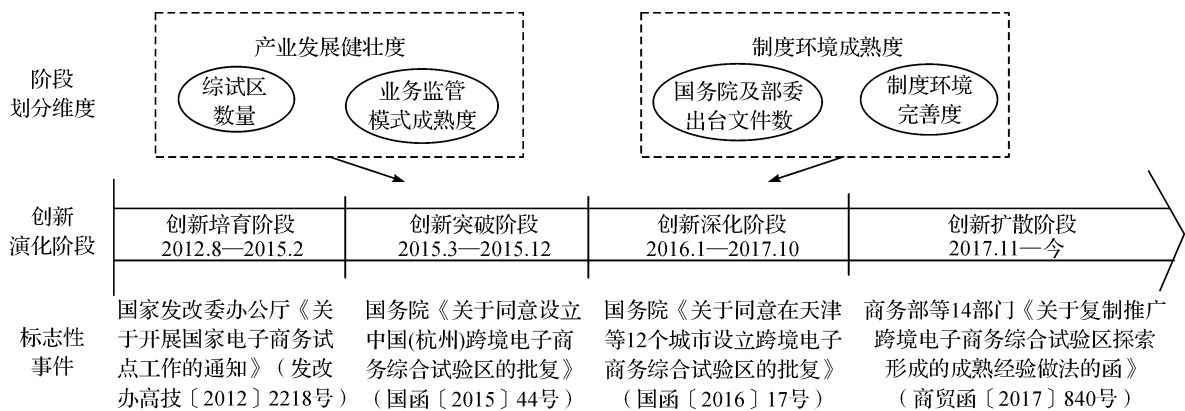 产业发展健壮度
制度环境成熟度
阶段
划分维度
综试区
数量
业务监管
模式成熟度
国务院及部委
出台文件数
制度环境
完善度
创新
演化阶段
创新培育阶段
2012.8—2015.2
创新突破阶段
2015.3—2015.12
创新深化阶段
2016.1—2017.10
创新扩散阶段
2017.11—今
标志性
事件
国家发改委办公厅《关
于开展国家电子商务试
点工作的通知》（发改
办高技〔2012〕2218号）
国务院《关于同意设立
中国(杭州)跨境电子商
务综合试验区的批复》
（国函〔2015〕44号）
国务院《关于同意在天津
等12个城市设立跨境电子
商务综合试验区的批复》
（国函〔2016〕17号）
商务部等14部门《关于复制推广
跨境电子商务综合试验区探索
形成的成熟经验做法的函》
（商贸函〔2017〕840号）